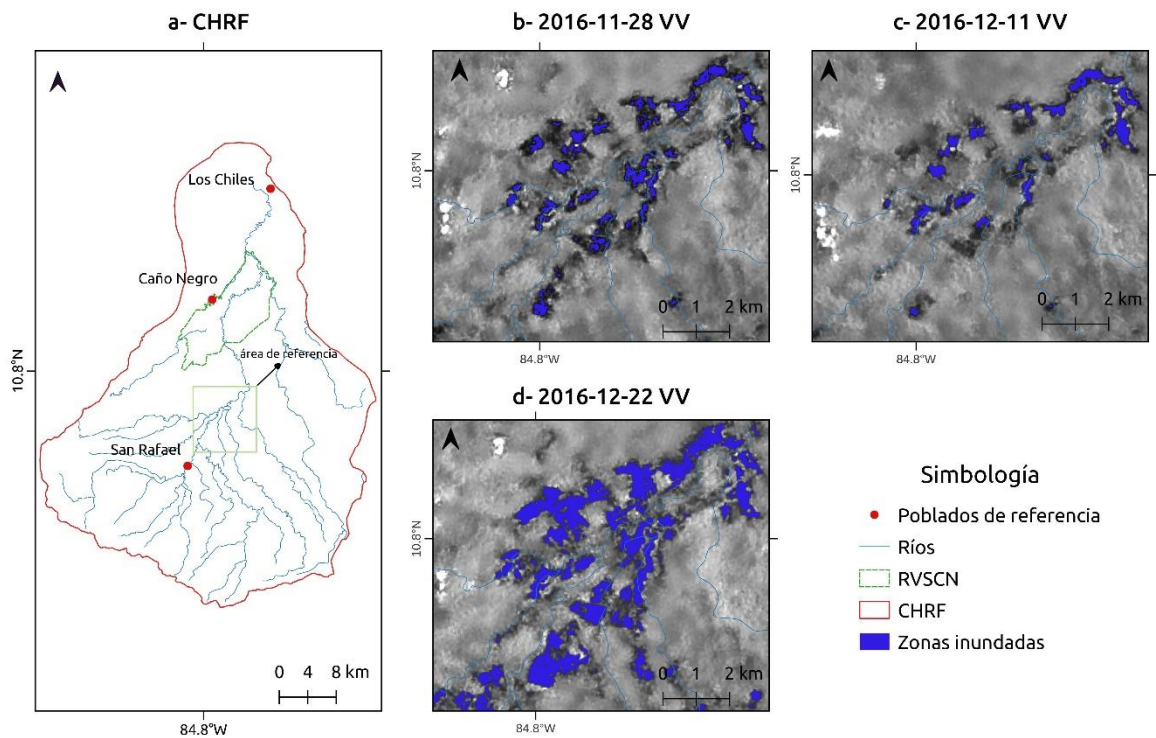 a- CHRF
Los Chiles
Caño Negro
área de referencia
San Rafael
10.8°N
84.8°W
0 4 8 km
b- 2016-11-28 VV
10.8°N
84.8°W
0 1 2 km
c- 2016-12-11 VV
10.8°N
84.8°W
0 1 2 km
d- 2016-12-22 VV
10.8°N
84.8°W
0 1 2 km
Simbología
Poblados de referencia
Ríos
RVSCN
CHRF
Zonas inundadas